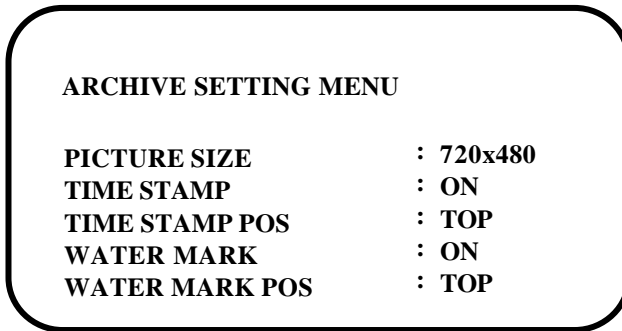 ARCHIVE SETTING MENU
PICTURE SIZE : 720x480
TIME STAMP : ON
TIME STAMP POS : TOP
WATER MARK : ON
WATER MARK POS : TOP